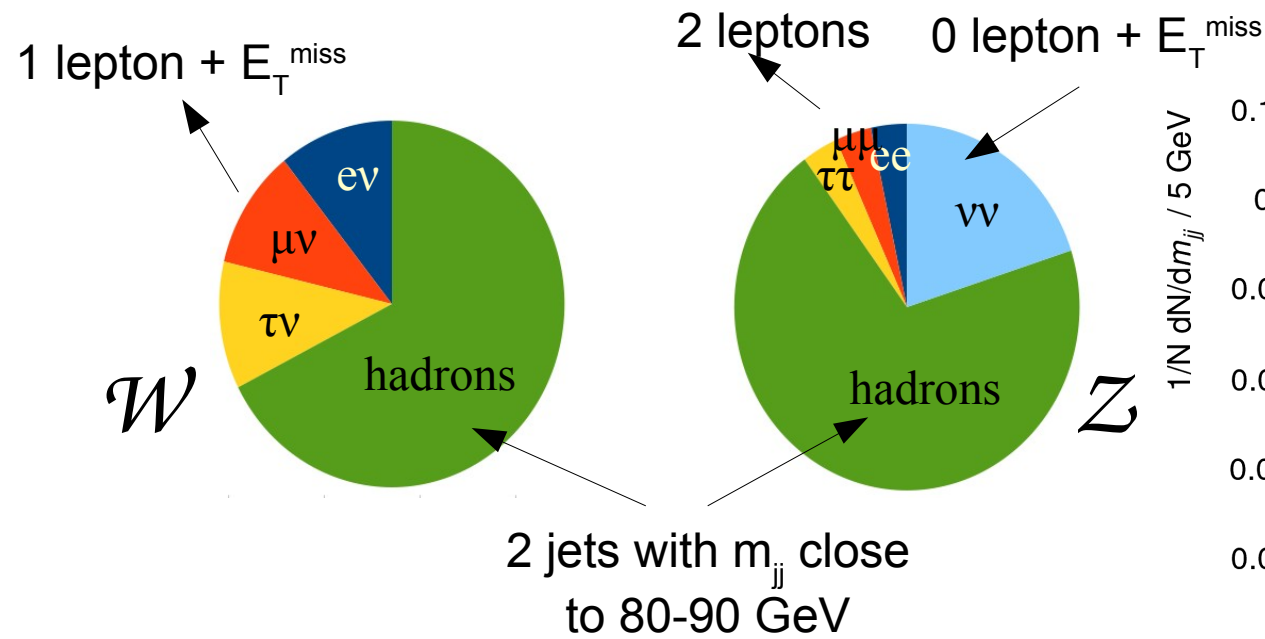 1 lepton + E_T^miss
2 leptons
0 lepton + E_T^miss
eν
μν
τν
hadrons
W
μμ
ee
ττ
νν
hadrons
Z
2 jets with m_jj close
to 80-90 GeV
1/N dN/dm_jj / 5 GeV